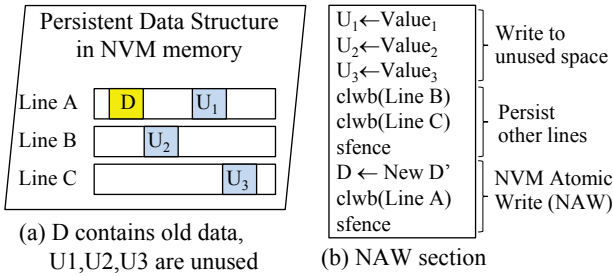 Persistent Data Structure
in NVM memory
Line A
D
U₁
Line B
U₂
Line C
U₃
(a) D contains old data,
U1,U2,U3 are unused
U₁←Value₁
U₂←Value₂
U₃←Value₃
clwb(Line B)
clwb(Line C)
sfence
D ← New D’
clwb(Line A)
sfence
Write to
unused space
Persist
other lines
NVM Atomic
Write (NAW)
(b) NAW section